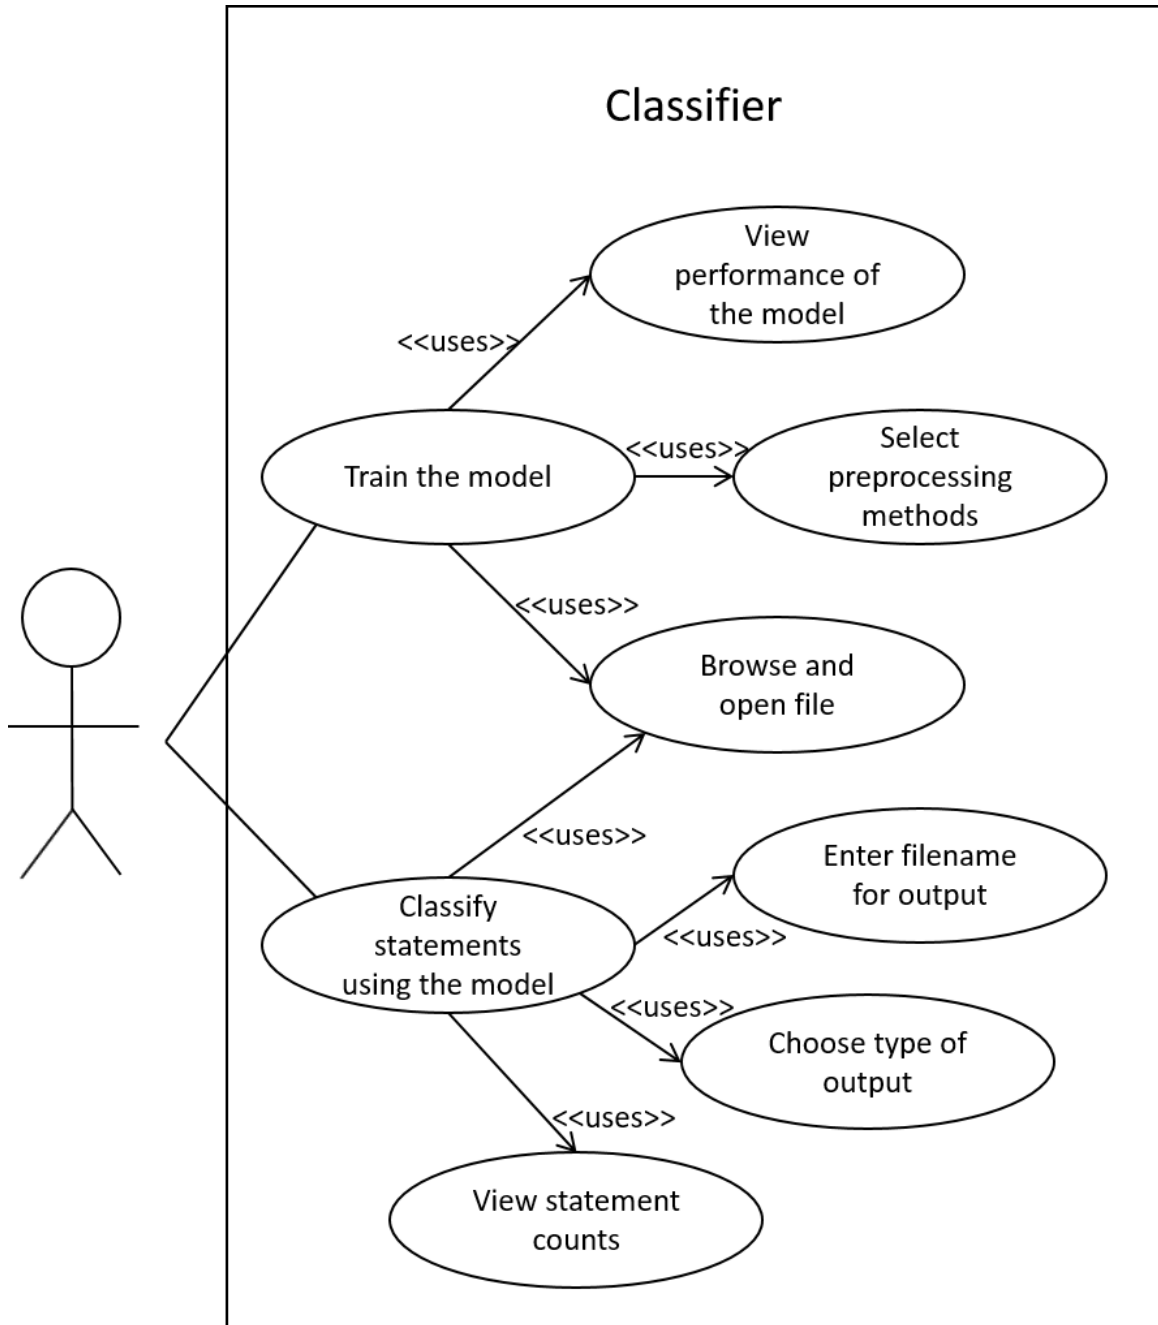 Classifier
View
performance of
the model
<<uses>>
Train the model
<<uses>>
Select
preprocessing
methods
<<uses>>
Browse and
open file
<<uses>>
Enter filename
for output
Classify
statements
using the model
<<uses>>
<<uses>>
Choose type of
output
<<uses>>
View statement
counts